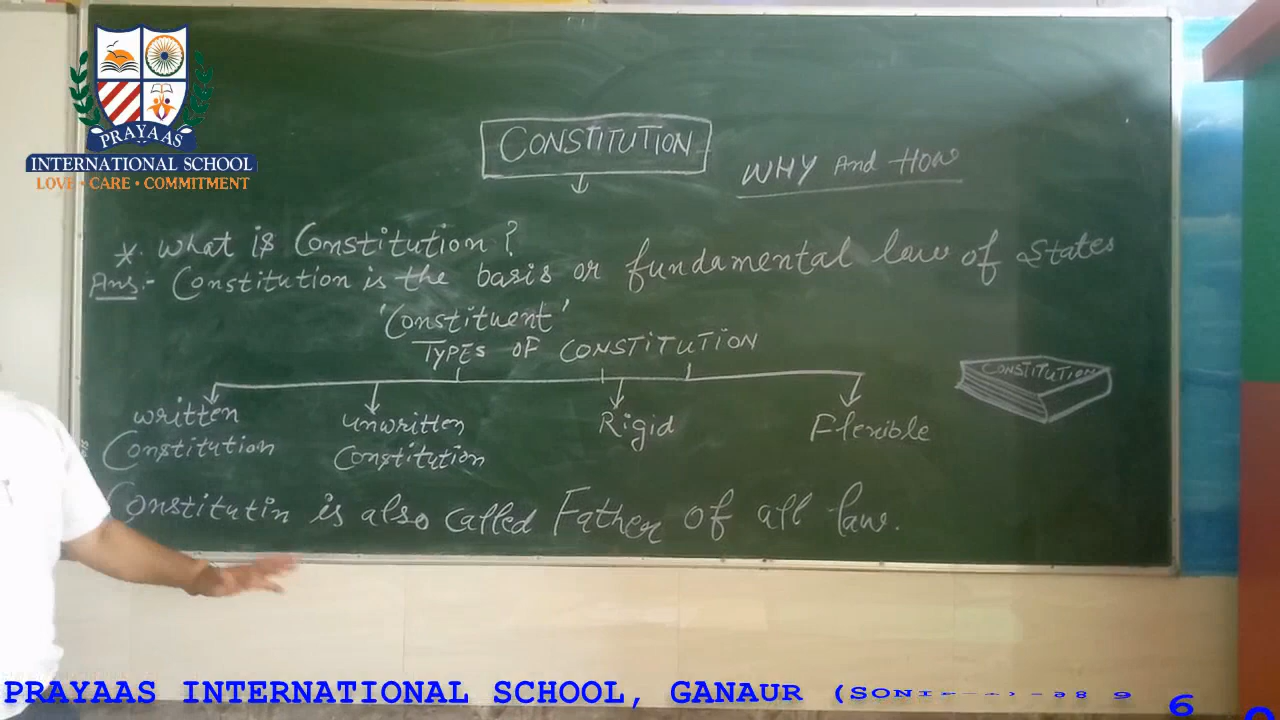 PRAYAAS
INTERNATIONAL SCHOOL
LOVE • CARE • COMMITMENT
CONSTITUTION
WHY And HOW
*. What is Constitution?
Ans:- Constitution is the basis or fundamental law of States
'Constituent'
TYPES OF CONSTITUTION
CONSTITUTION
written Constitution
unwritten Constitution
Rigid
Flexible
Constitutin is also called Father of all law.
PRAYAAS INTERNATIONAL SCHOOL, GANAUR